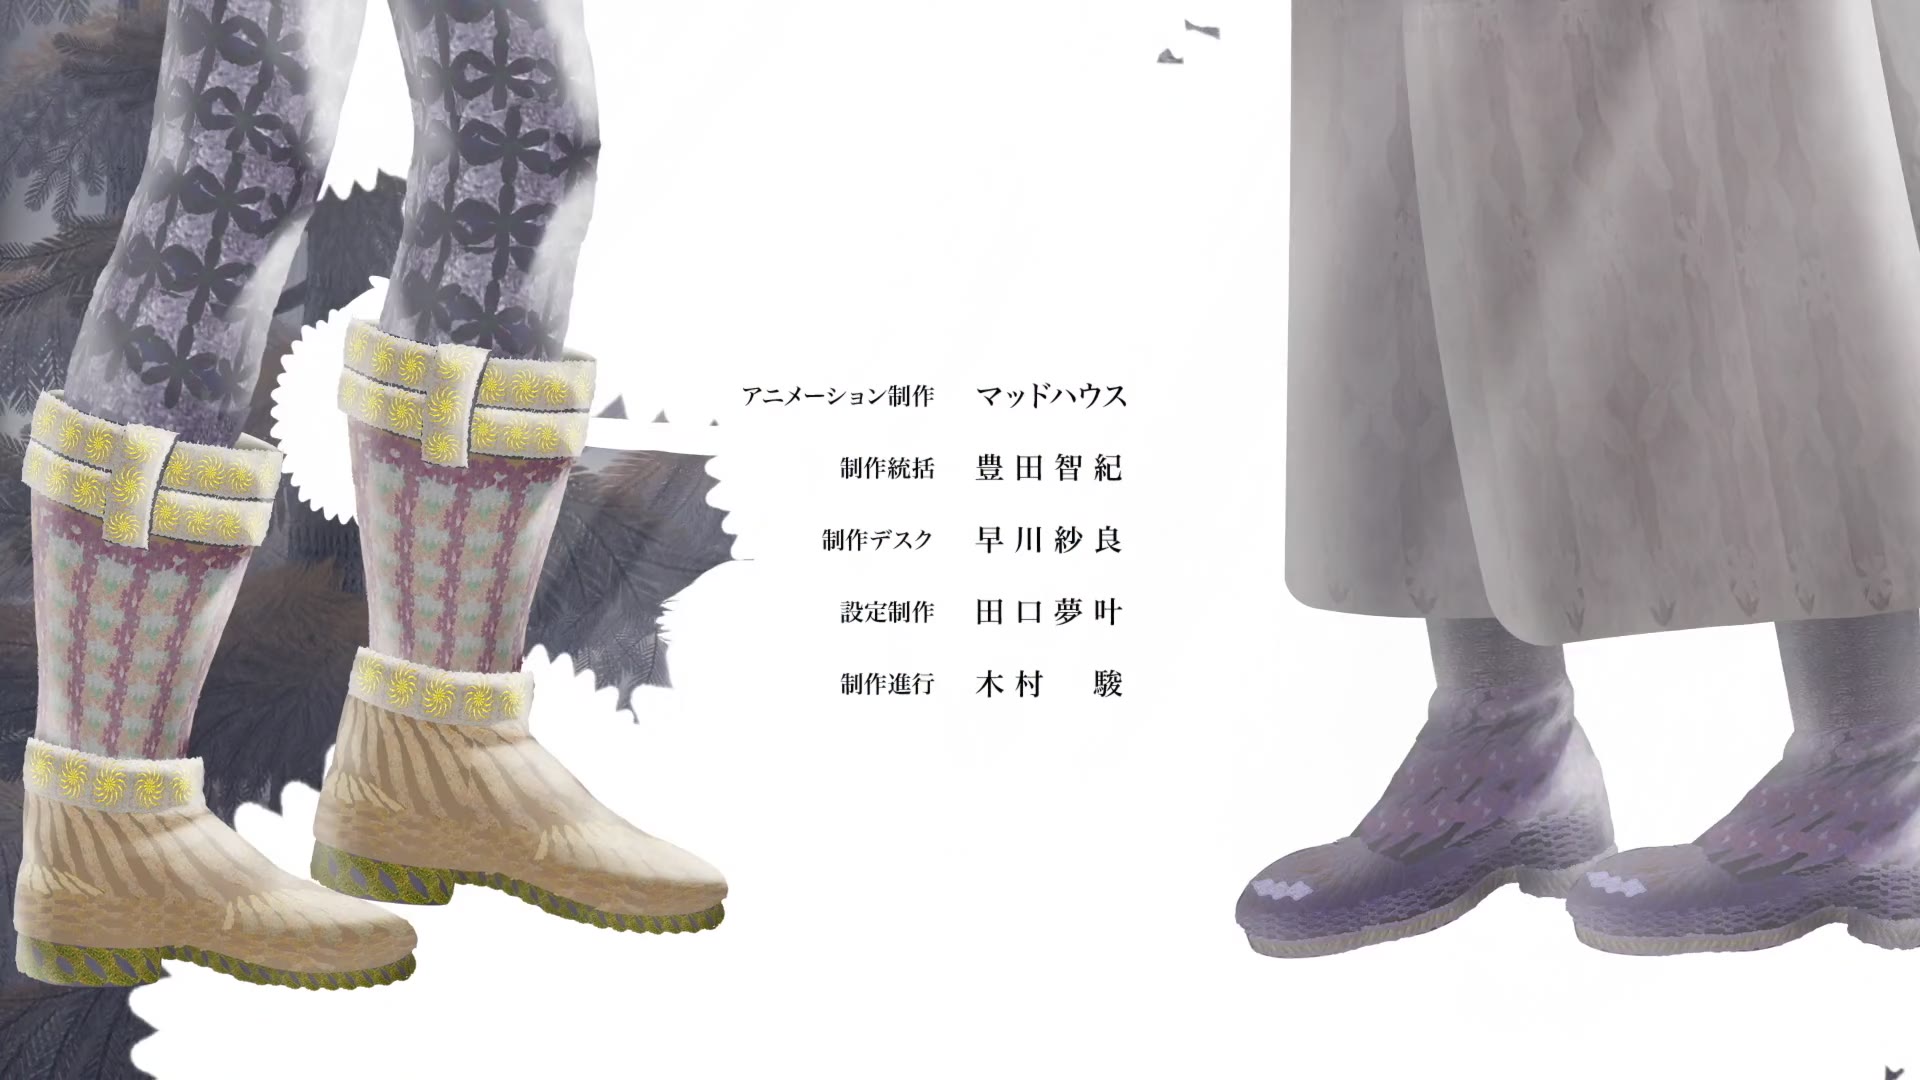 アニメーション制作 マッドハウス
制作統括 豊田智紀
制作デスク 早川紗良
設定制作 田口夢叶
制作進行 木村 駿